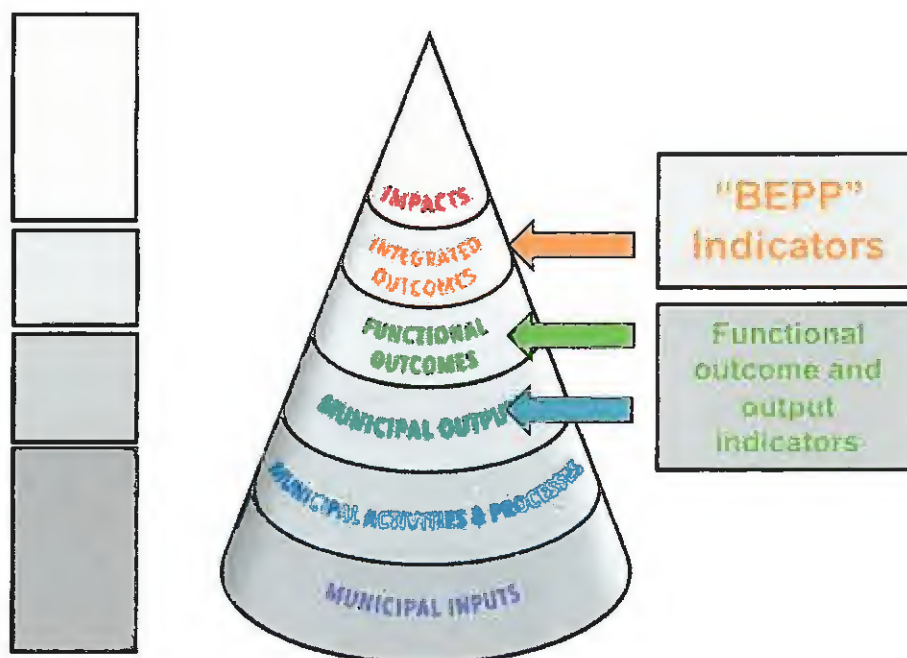 IMPACTS
INTEGRATED
OUTCOMES
FUNCTIONAL
OUTCOMES
MUNICIPAL OUTPU
MUNICIPAL ACTIVITIES & PROCESSES
MUNICIPAL INPUTS
“BEPP”
Indicators
Functional
outcome and
output
indicators